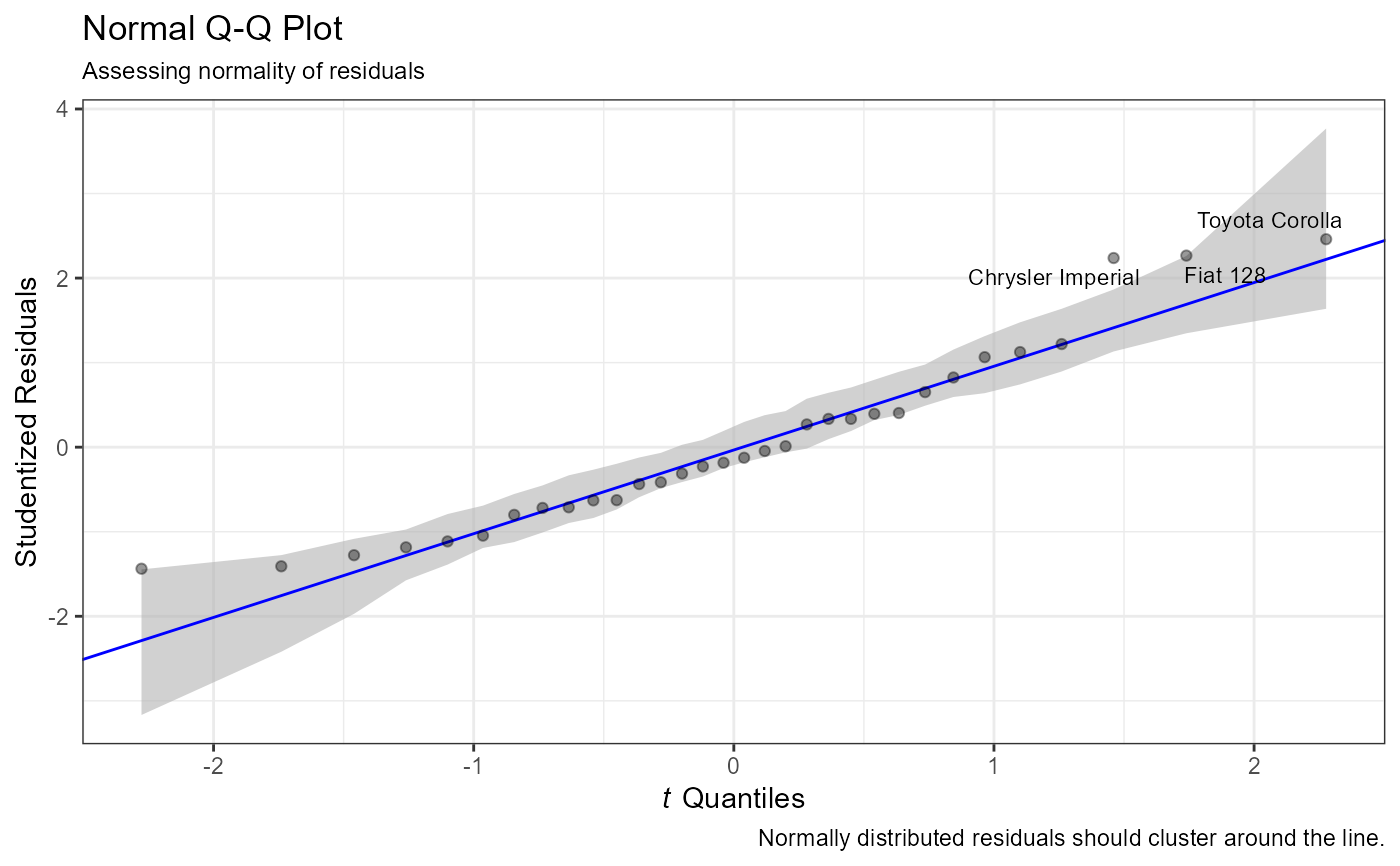 Normal Q-Q Plot
Assessing normality of residuals
4
2
0
-2
Studentized Residuals
Toyota Corolla
Chrysler Imperial
Fiat 128
-2
-1
0
1
2
t Quantiles
Normally distributed residuals should cluster around the line.